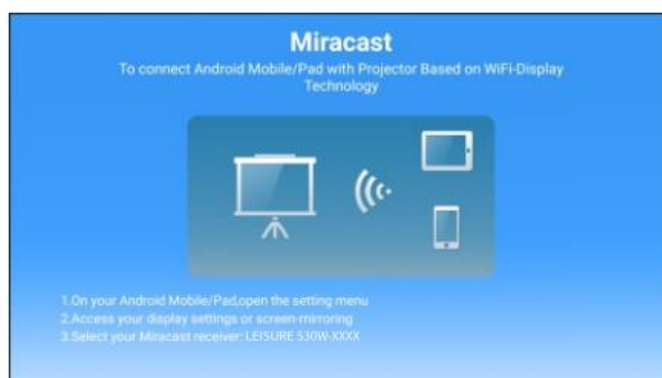 Miracast
To connect Android Mobile/Pad with Projector Based on WiFi-Display
Technology
1.On your Android Mobile/Pad,open the setting menu
2.Access your display settings or screen-mirroring
3.Select your Miracast receiver: LEISURE 530W-XXXX